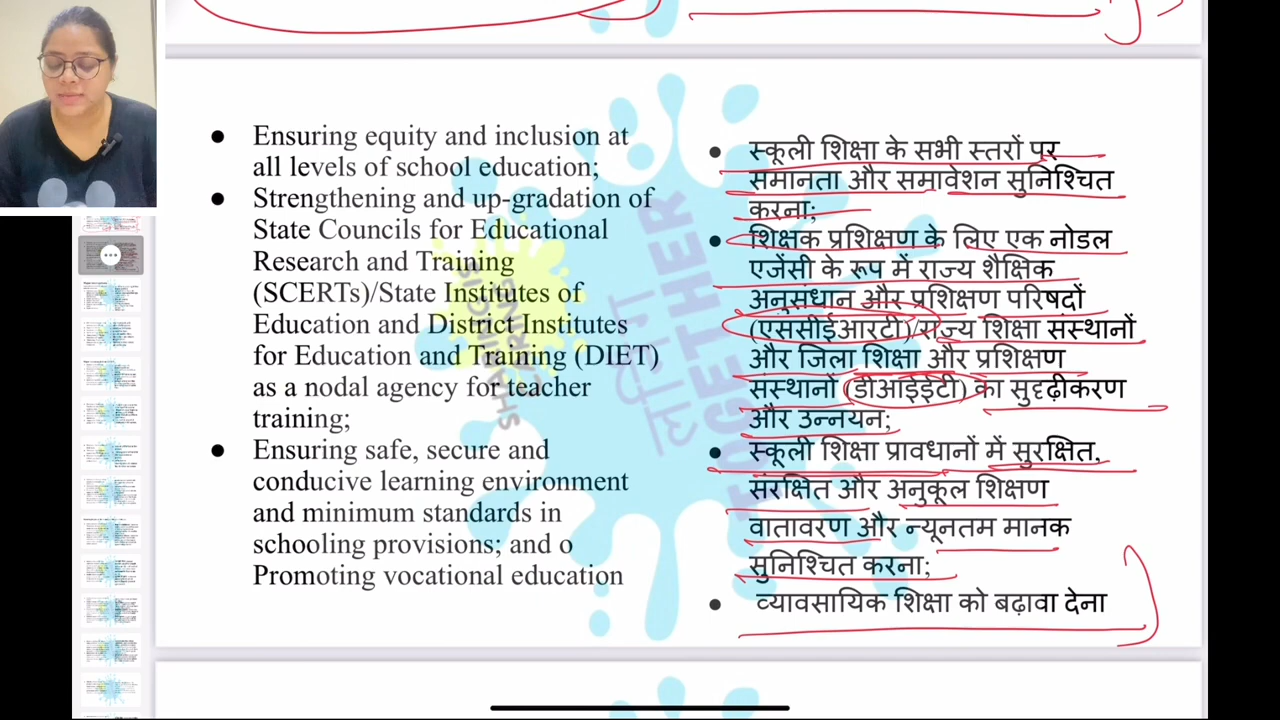 Ensuring equity and inclusion at
all levels of school education;
Strengthening and up-gradation of
State Councils for Educational
Research and Training
(SCERTs)/State Institutes of
Education and District Institutes
for Education and Training (DIET)
as a nodal agency for teacher
training;
Ensuring safe, secure and
conducive learning environment
and minimum standards in
schooling provisions; and o
Promoting vocational education
स्कूली शिक्षा के सभी स्तरों पर
समानता और समावेशन सुनिश्चित
करना;
शिक्षक प्रशिक्षण के लिए एक नोडल
एजेंसी के रूप में राज्य शैक्षिक
अनुसंधान और प्रशिक्षण परिषदों
(एससीईआरटी)/राज्य शिक्षा संस्थानों
और जिला शिक्षा और प्रशिक्षण
संस्थानों (डीआईईटी) का सुदृढ़ीकरण
और उन्नयन;
स्कूली शिक्षा प्रावधानों में सुरक्षित,
संरक्षित और अनुकूल शिक्षण
वातावरण और न्यूनतम मानक
सुनिश्चित करना;
व्यावसायिक शिक्षा को बढ़ावा देना